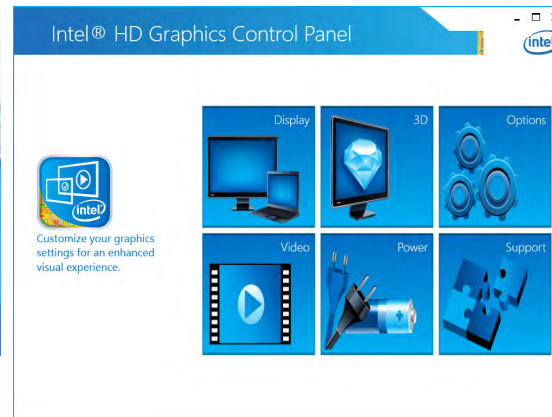 Intel® HD Graphics Control Panel
Display
3D
Options
intel
Customize your graphics
settings for an enhanced
visual experience.
Video
Power
Support